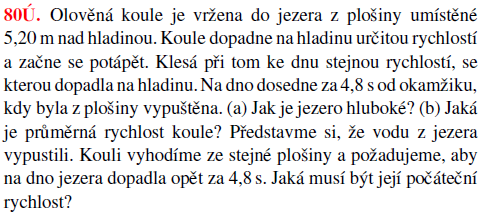 80Ú. Olověná koule je vržena do jezera z plošiny umístěné
5,20 m nad hladinou. Koule dopadne na hladinu určitou rychlostí
a začne se potápět. Klesá při tom ke dnu stejnou rychlostí, se
kterou dopadla na hladinu. Na dno dosedne za 4,8 s od okamžiku,
kdy byla z plošiny vypuštěna. (a) Jak je jezero hluboké? (b) Jaká
je průměrná rychlost koule? Představme si, že vodu z jezera
vypustili. Kouli vyhodíme ze stejné plošiny a požadujeme, aby
na dno jezera dopadla opět za 4,8 s. Jaká musí být její počáteční
rychlost?